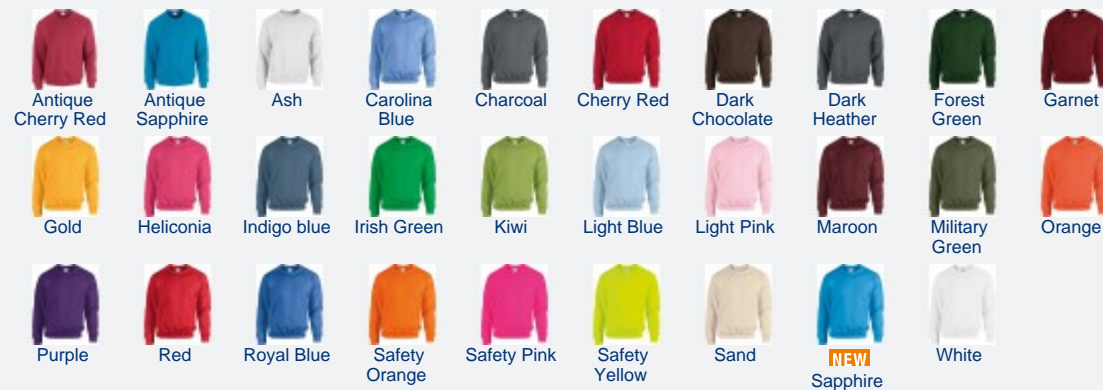 Antique
Cherry Red
Antique
Sapphire
Ash
Carolina
Blue
Charcoal
Cherry Red
Dark
Chocolate
Dark
Heather
Forest
Green
Garnet
Gold
Heliconia
Indigo blue
Irish Green
Kiwi
Light Blue
Light Pink
Maroon
Military
Green
Orange
Purple
Red
Royal Blue
Safety
Orange
Safety Pink
Safety
Yellow
Sand
NEW
Sapphire
White